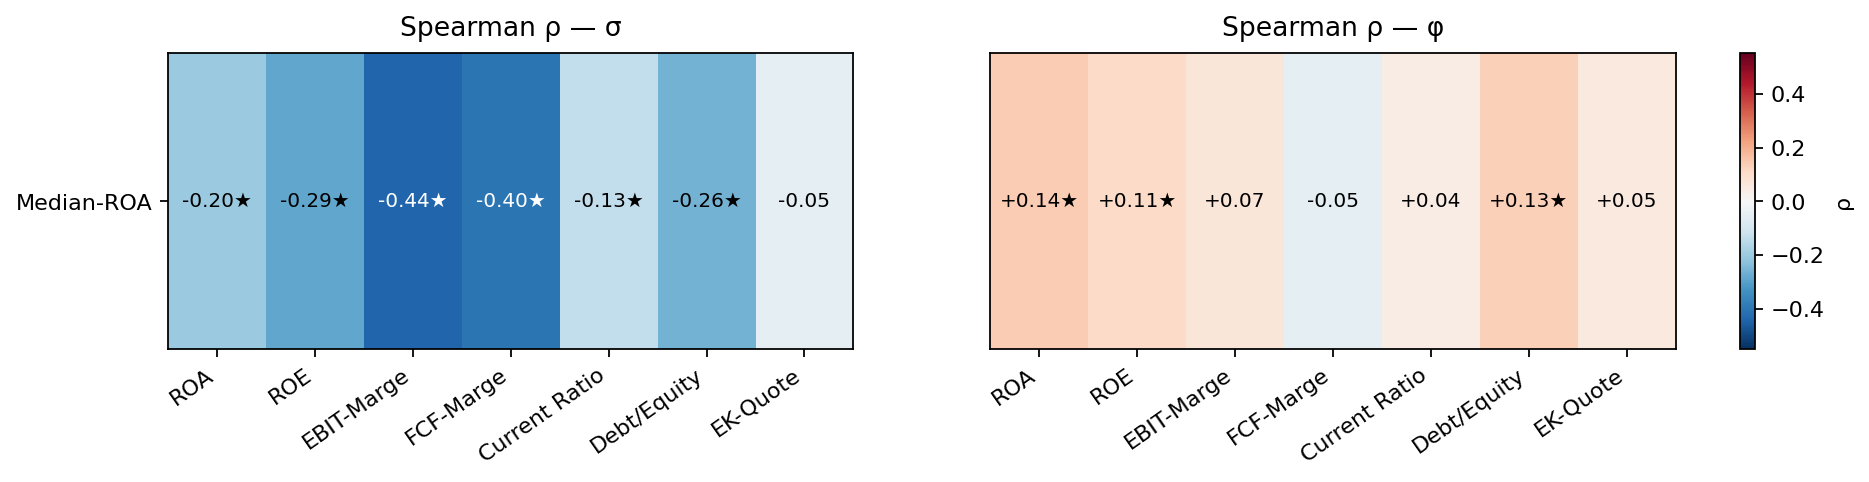 Spearman ρ — σ
Median-ROA
-0.20★ -0.29★ -0.44★ -0.40★ -0.13★ -0.26★ -0.05
ROA ROE EBIT-Marge FCF-Marge Current Ratio Debt/Equity EK-Quote
Spearman ρ — φ
+0.14★ +0.11★ +0.07 -0.05 +0.04 +0.13★ +0.05
ROA ROE EBIT-Marge FCF-Marge Current Ratio Debt/Equity EK-Quote
0.4
0.2
0.0
−0.2
−0.4
ρ